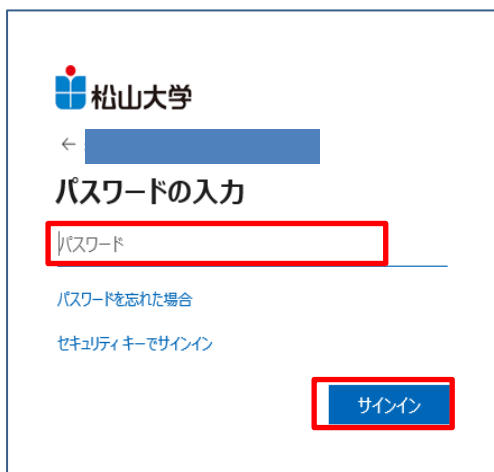 松山大学
←
パスワードの入力
パスワード
パスワードを忘れた場合
セキュリティ キーでサインイン
サインイン